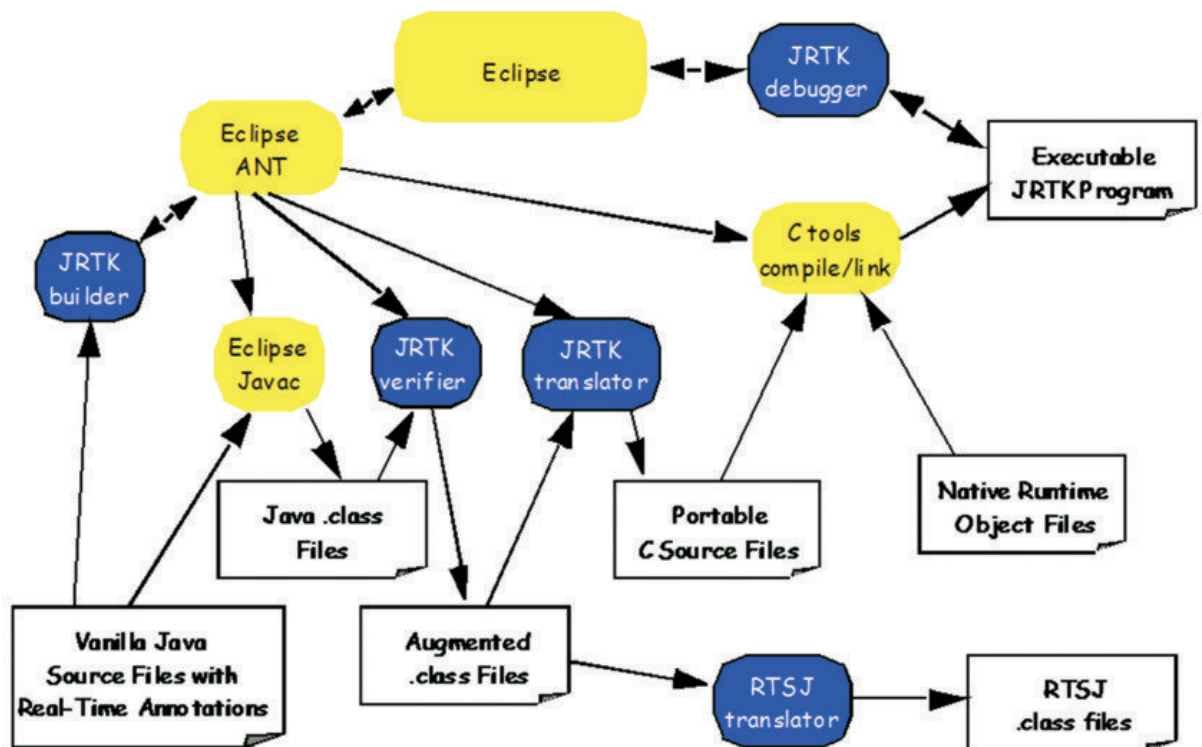 Eclipse
JRTK
debugger
Eclipse
ANT
Executable
JRTK Program
C tools
compile/link
JRTK
builder
Eclipse
Javac
JRTK
verifier
JRTK
translator
Java .class
Files
Portable
C Source Files
Native Runtime
Object Files
Vanilla Java
Source Files with
Real-Time Annotations
Augmented
.class Files
RTSJ
translator
RTSJ
.class files